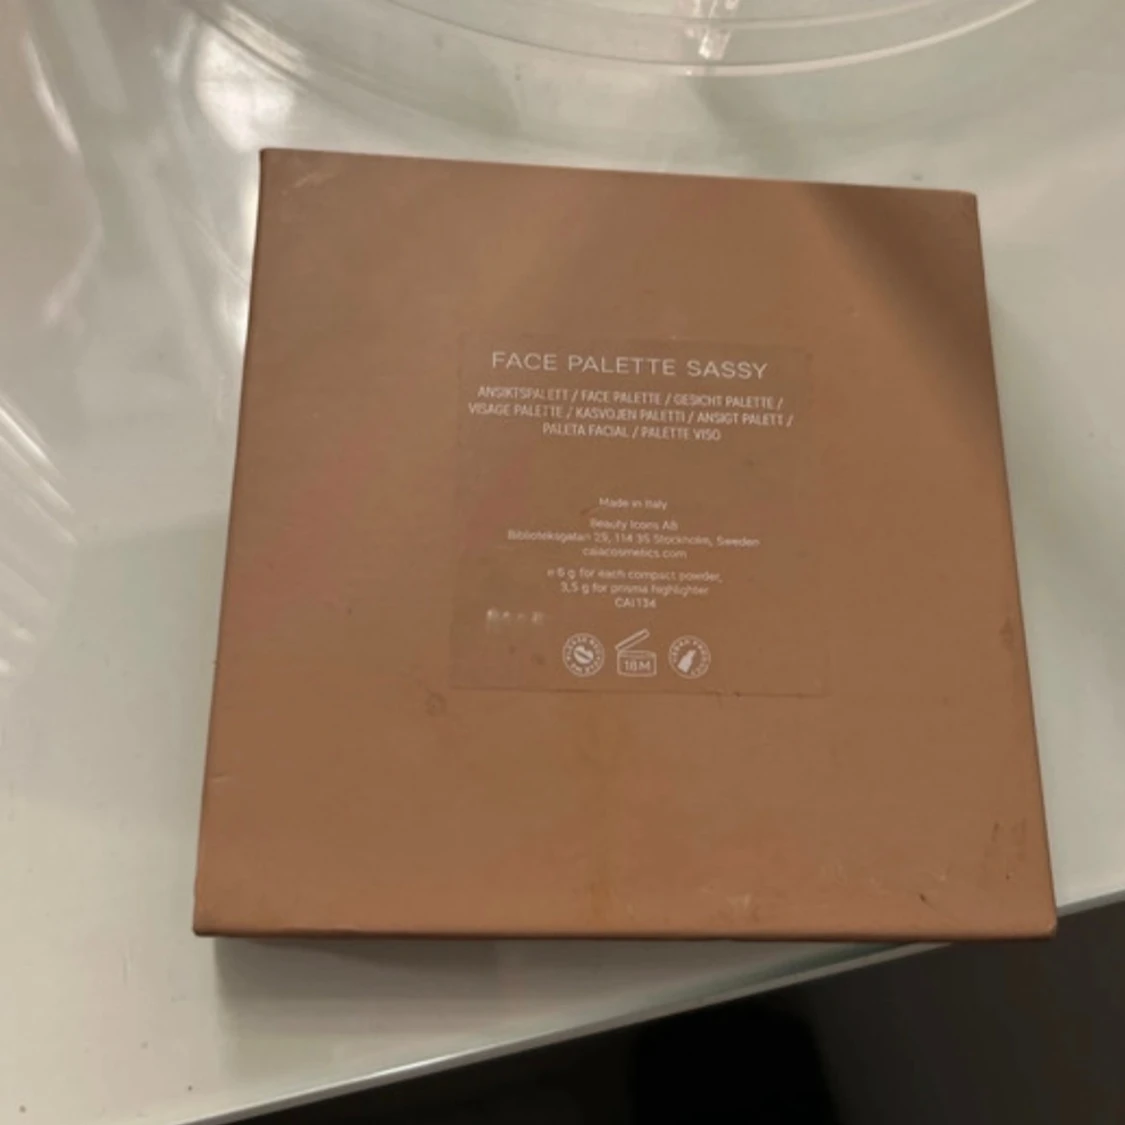 FACE PALETTE SASSY
ANSIKTSPALETT / FACE PALETTE / GESICHT PALETTE /
VISAGE PALETTE / KASVOJEN PALETTI / ANSIGT PALETT /
PALETA FACIAL / PALETTE VISO
Made in Italy
Beauty Icons AB
Biblioteksgatan 29, 114 35 Stockholm, Sweden
caiacosmetics.com
e 6 g for each compact powder,
3,5 g for prisma highlighter
CAI134
18M